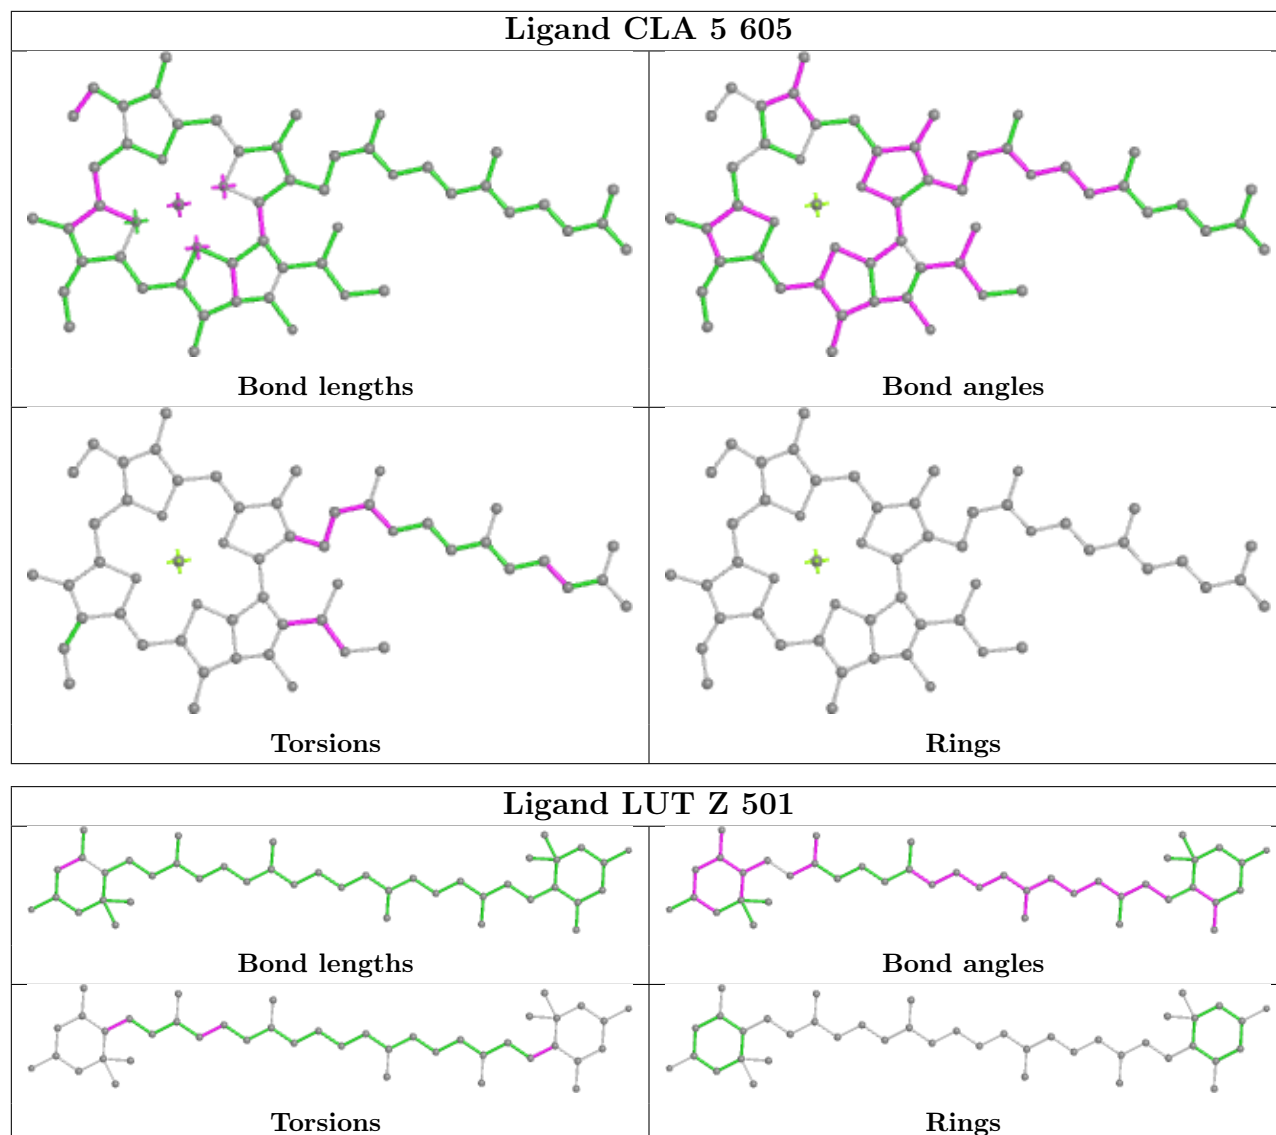 Ligand CLA 5 605
Bond lengths
Bond angles
Torsions
Rings
Ligand LUT Z 501
Bond lengths
Bond angles
Torsions
Rings